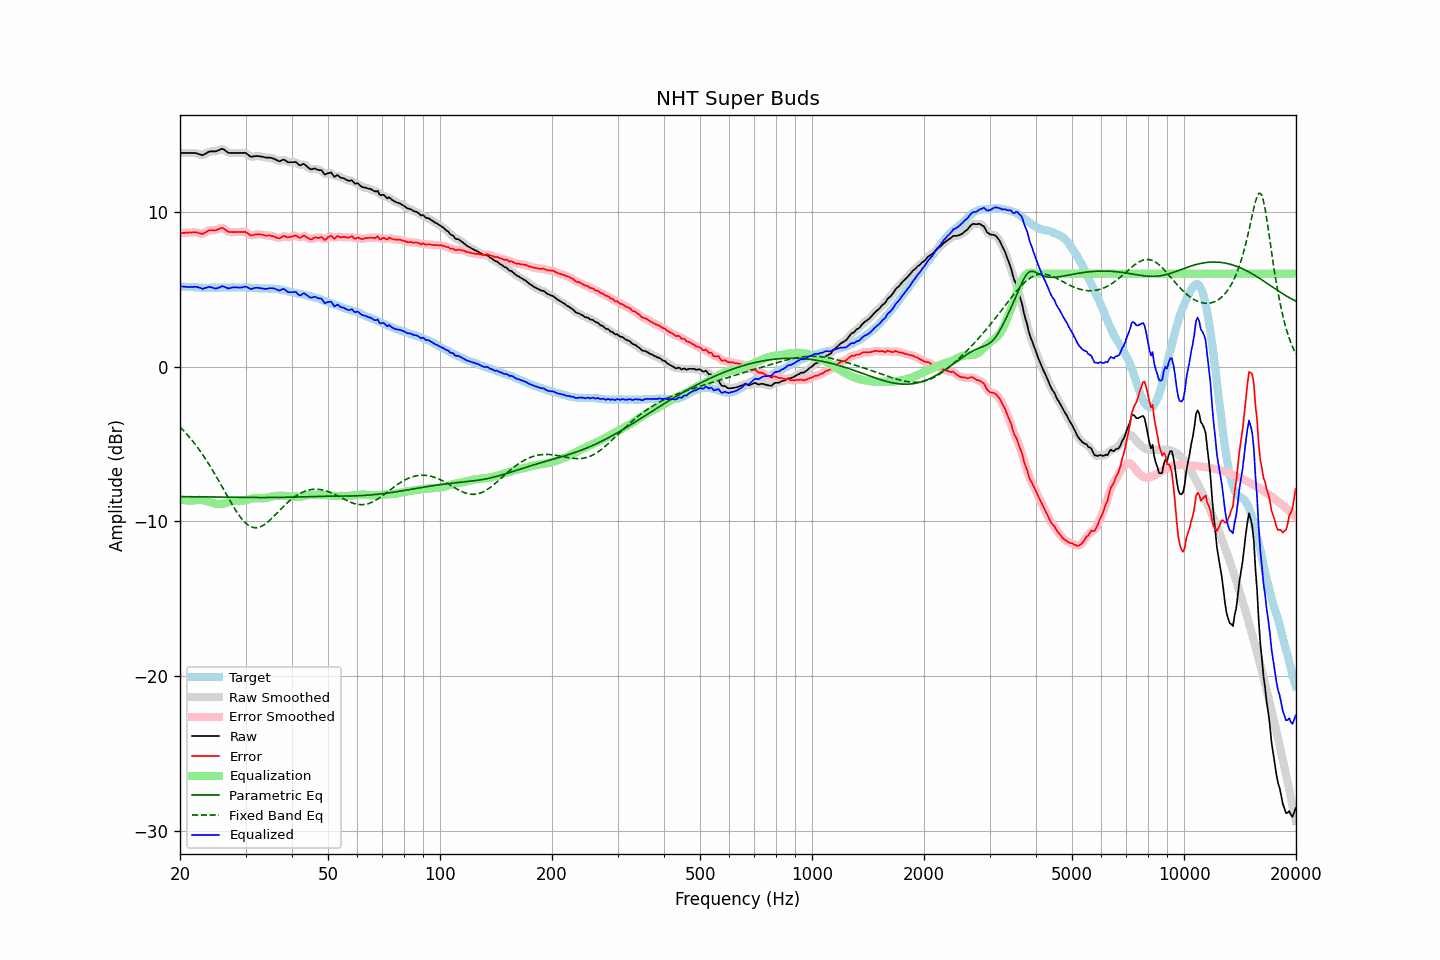 NHT Super Buds
Amplitude (dBr)
10
0
−10
−20
−30
Target
Raw Smoothed
Error Smoothed
Raw
Error
Equalization
Parametric Eq
Fixed Band Eq
Equalized
20 50 100 200 500 1000 2000 5000 10000 20000
Frequency (Hz)